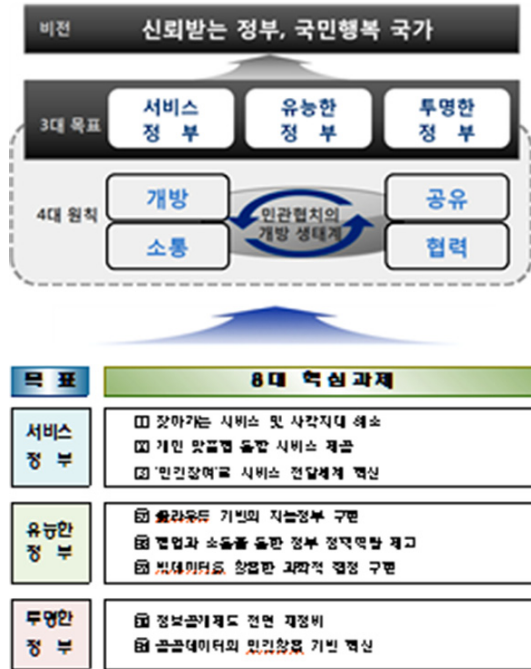 비전
신뢰받는 정부, 국민행복 국가
3대 목표
서비스
정 부
유능한
정 부
투명한
정 부
4대 원칙
개방
소통
민관협치의
개방 생태계
공유
협력
목 표
8대 핵심과제
서비스
정 부
① 찾아가는 서비스 및 사각지대 해소
② 개인 맞춤형 통합 서비스 제공
③ '민간참여'로 서비스 전달체계 혁신
유능한
정 부
클라우드 기반의 지능정부 구현
협업과 소통을 통한 정부 정책역량 제고
빅데이터를 활용한 과학적 행정 구현
투명한
정 부
정보공개제도 전면 재정비
공공데이터의 민간활용 기반 혁신